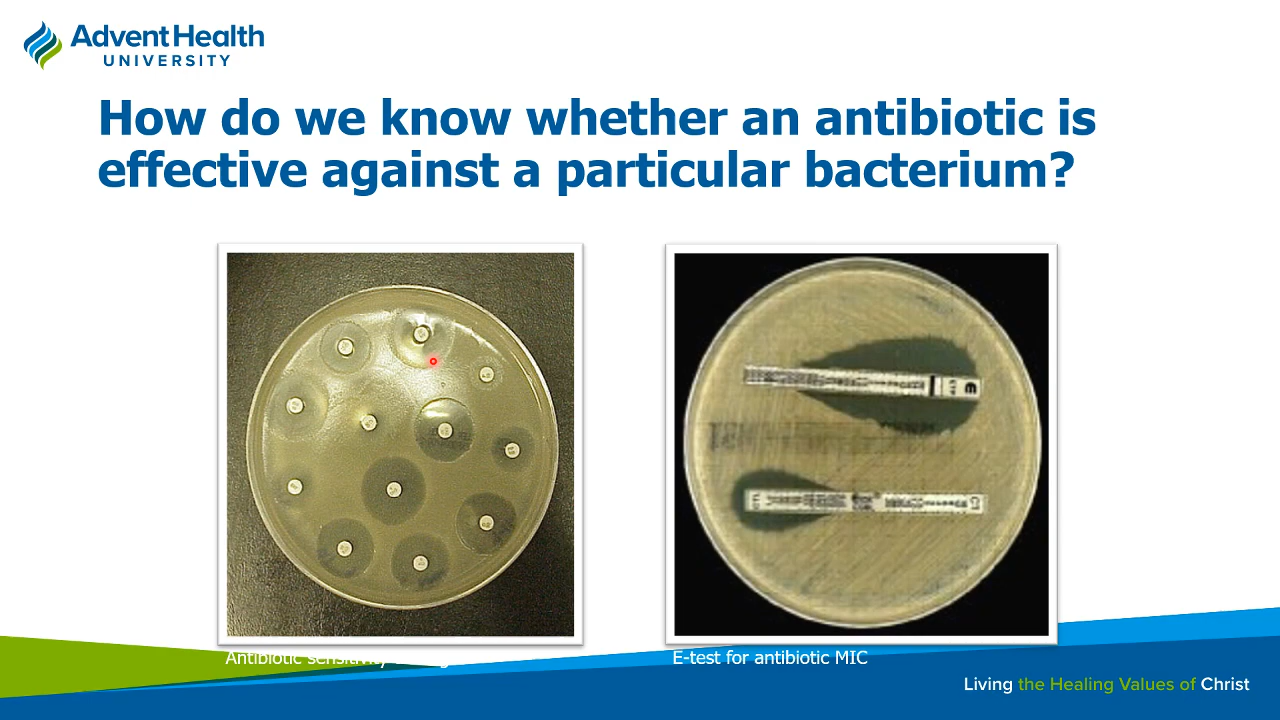 AdventHealth
UNIVERSITY
How do we know whether an antibiotic is
effective against a particular bacterium?
Antibiotic sensitivity
E-test for antibiotic MIC
Living the Healing Values of Christ